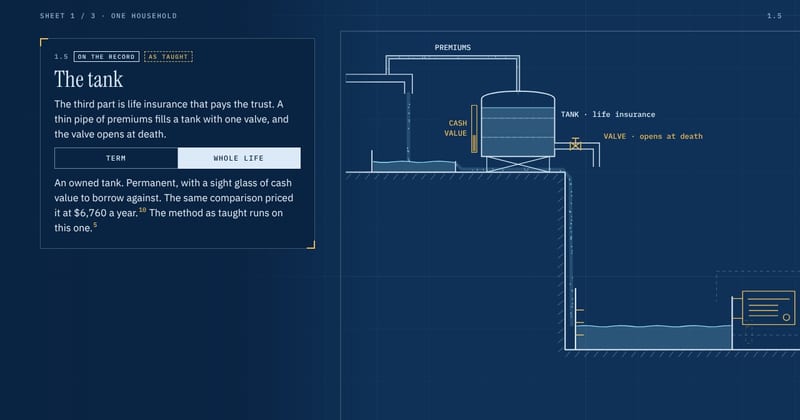 SHEET 1 / 3 · ONE HOUSEHOLD
1.5
1.5 ON THE RECORD AS TAUGHT
The tank
The third part is life insurance that pays the trust. A
thin pipe of premiums fills a tank with one valve, and
the valve opens at death.
TERM WHOLE LIFE
An owned tank. Permanent, with a sight glass of cash
value to borrow against. The same comparison priced
it at $6,760 a year.10 The method as taught runs on
this one.5
PREMIUMS
TANK · life insurance
CASH
VALUE
VALVE · opens at death